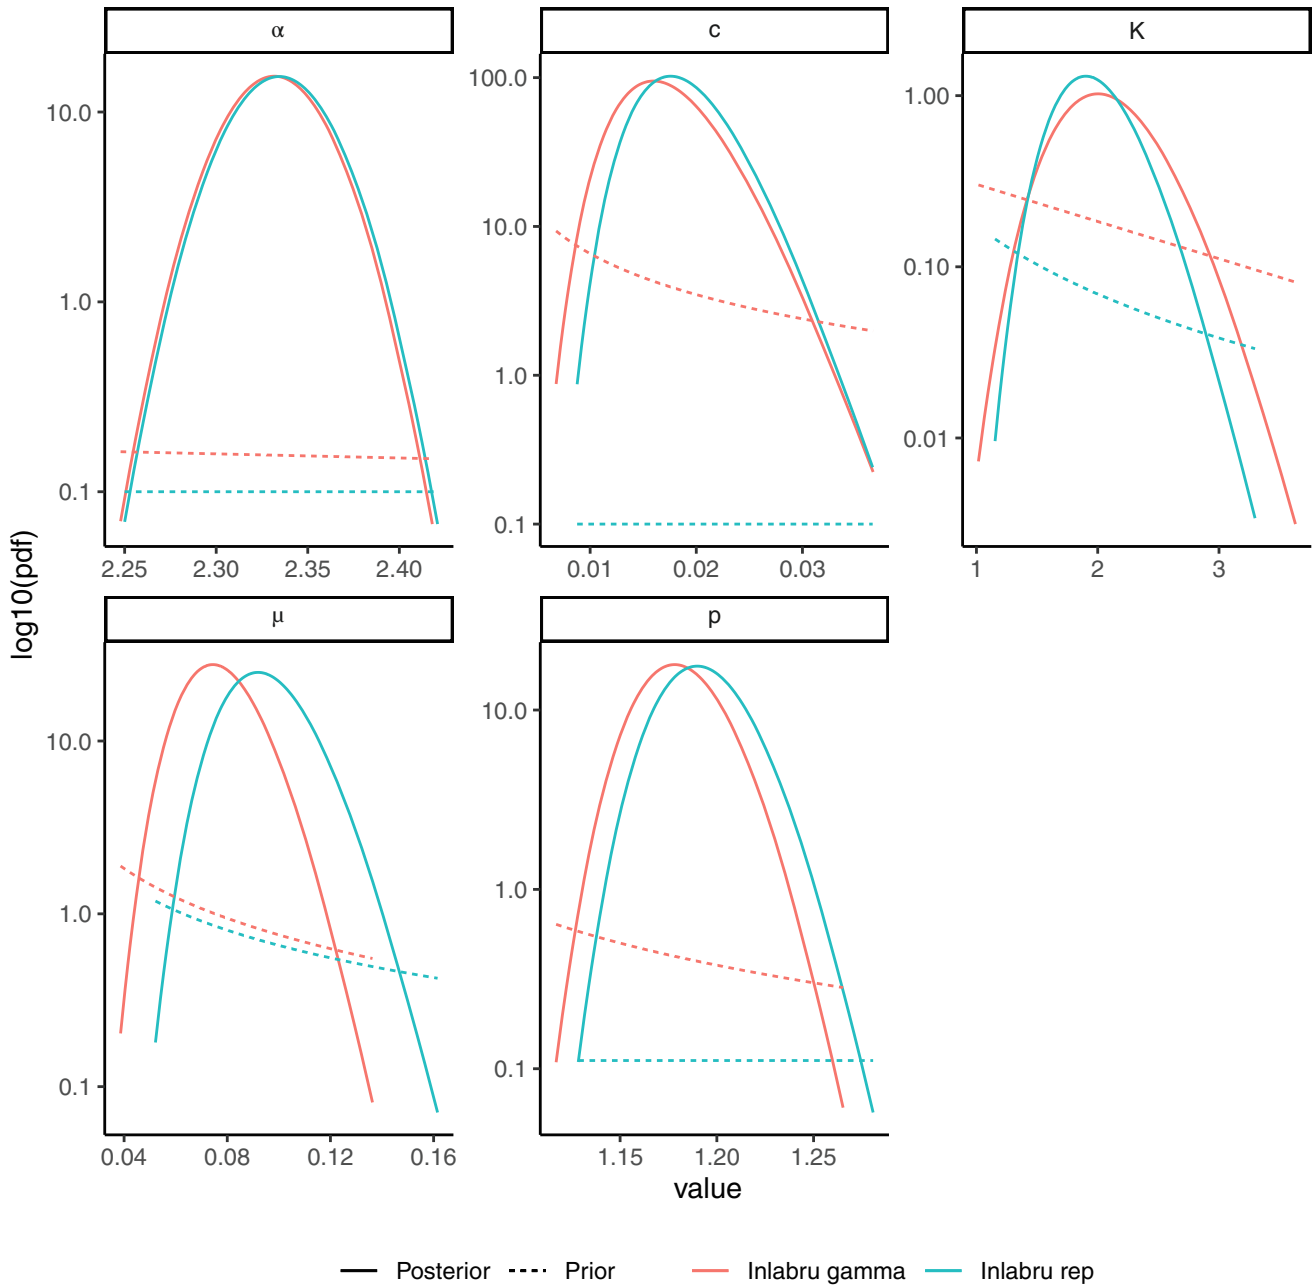 α
c
K
10.0
1.0
0.1
2.25 2.30 2.35 2.40
100.0
10.0
1.0
0.1
0.01 0.02 0.03
1.00
0.10
0.01
1 2 3
log10(pdf)
μ
p
10.0
1.0
0.1
0.04 0.08 0.12 0.16
10.0
1.0
0.1
1.15 1.20 1.25
value
Posterior Prior Inlabru gamma Inlabru rep